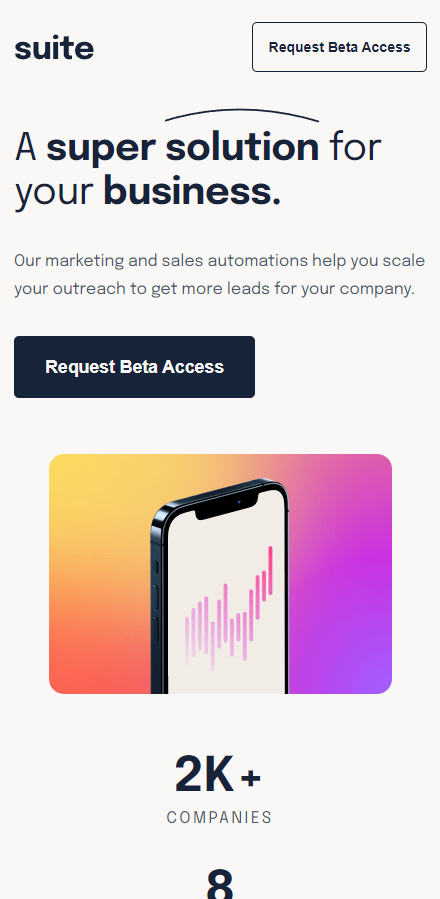 suite
Request Beta Access
A super solution for
your business.
Our marketing and sales automations help you scale
your outreach to get more leads for your company.
Request Beta Access
2K+
COMPANIES
8